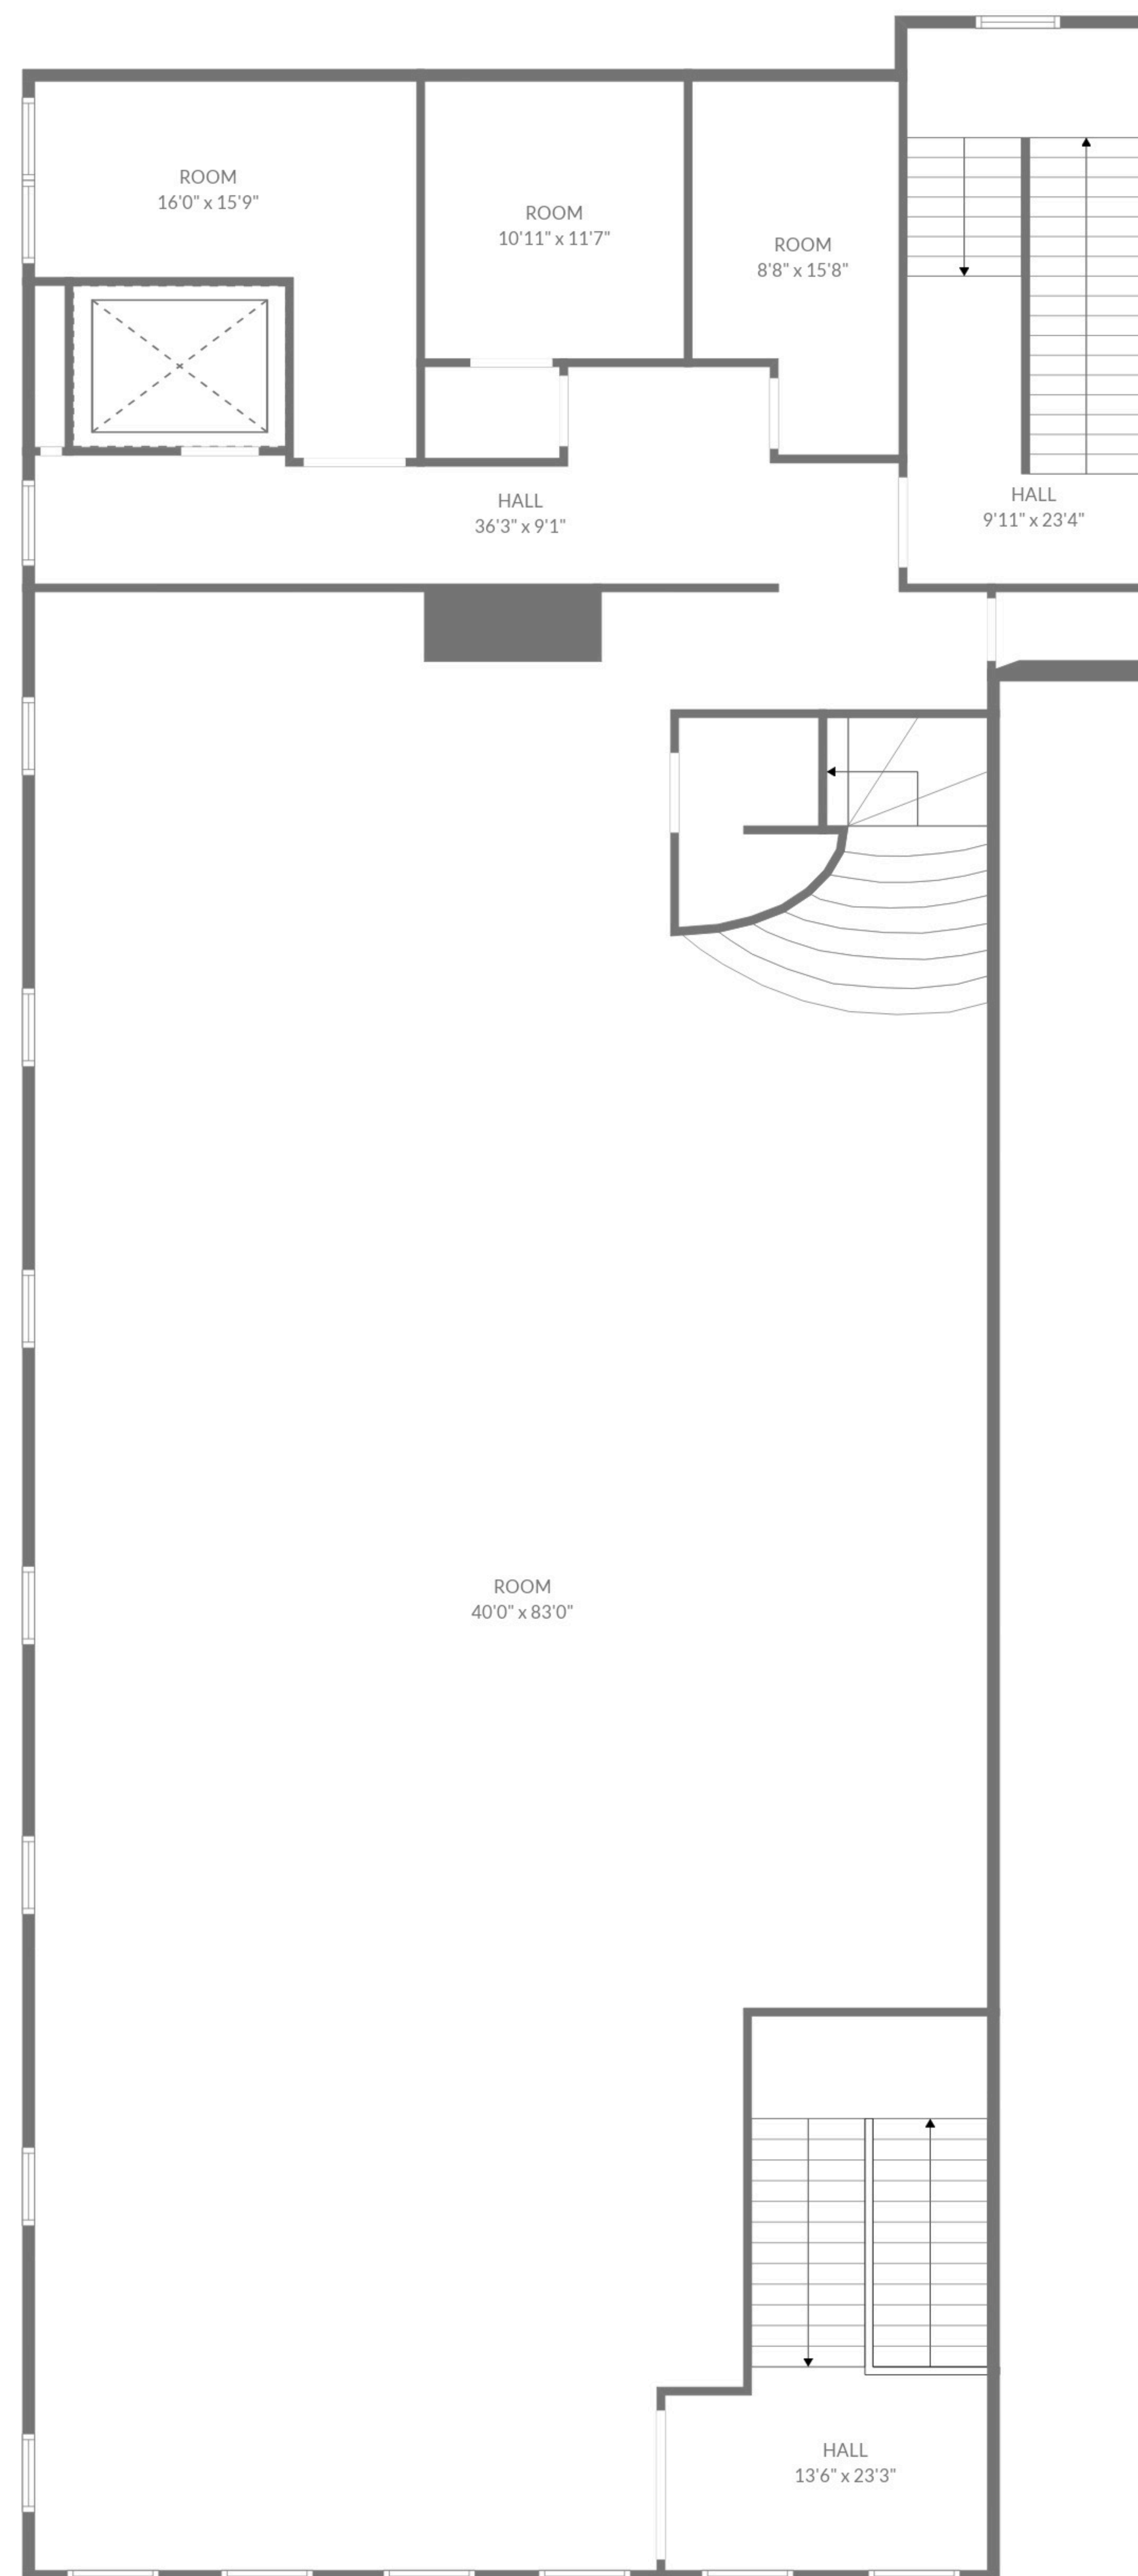 ROOM
16'0" x 15'9"
ROOM
10'11" x 11'7"
ROOM
8'8" x 15'8"
HALL
36'3" x 9'1"
HALL
9'11" x 23'4"
ROOM
40'0" x 83'0"
HALL
13'6" x 23'3"